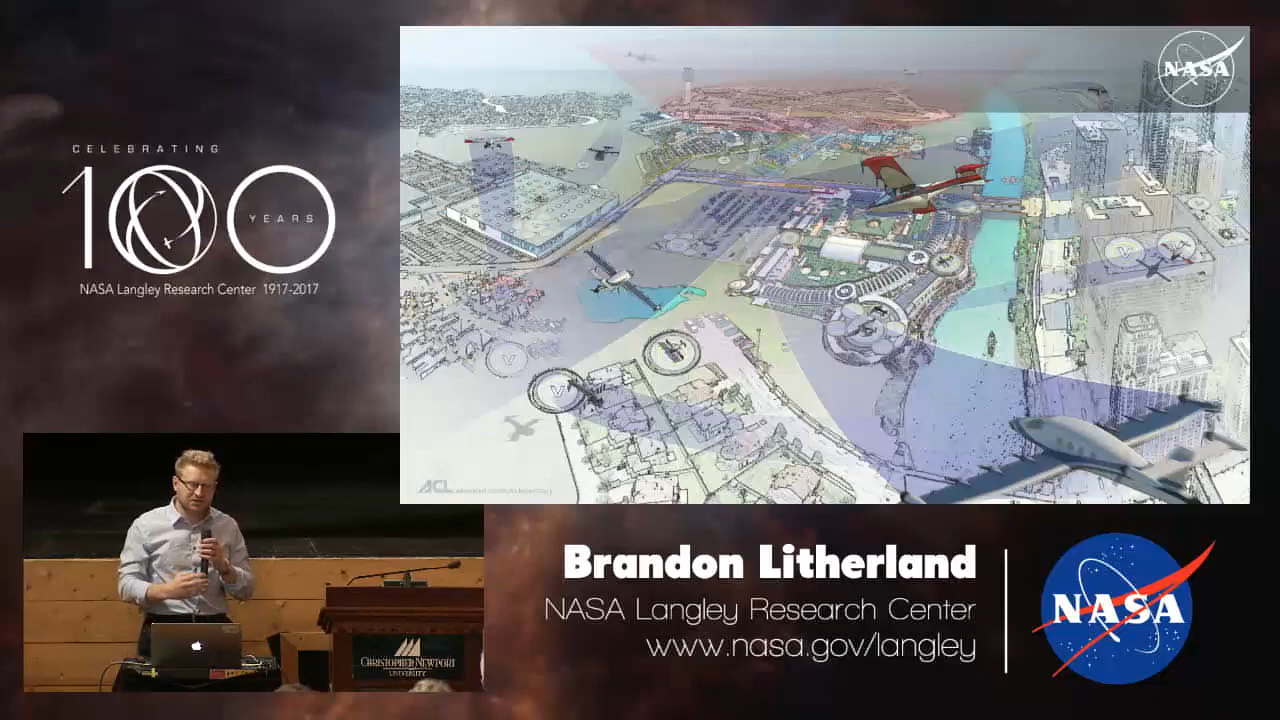 CELEBRATING
100
YEARS
NASA Langley Research Center 1917-2017
NASA
ACL
Brandon Litherland
NASA Langley Research Center
www.nasa.gov/langley
NASA
CHRISTOPHER NEWPORT
UNIVERSITY